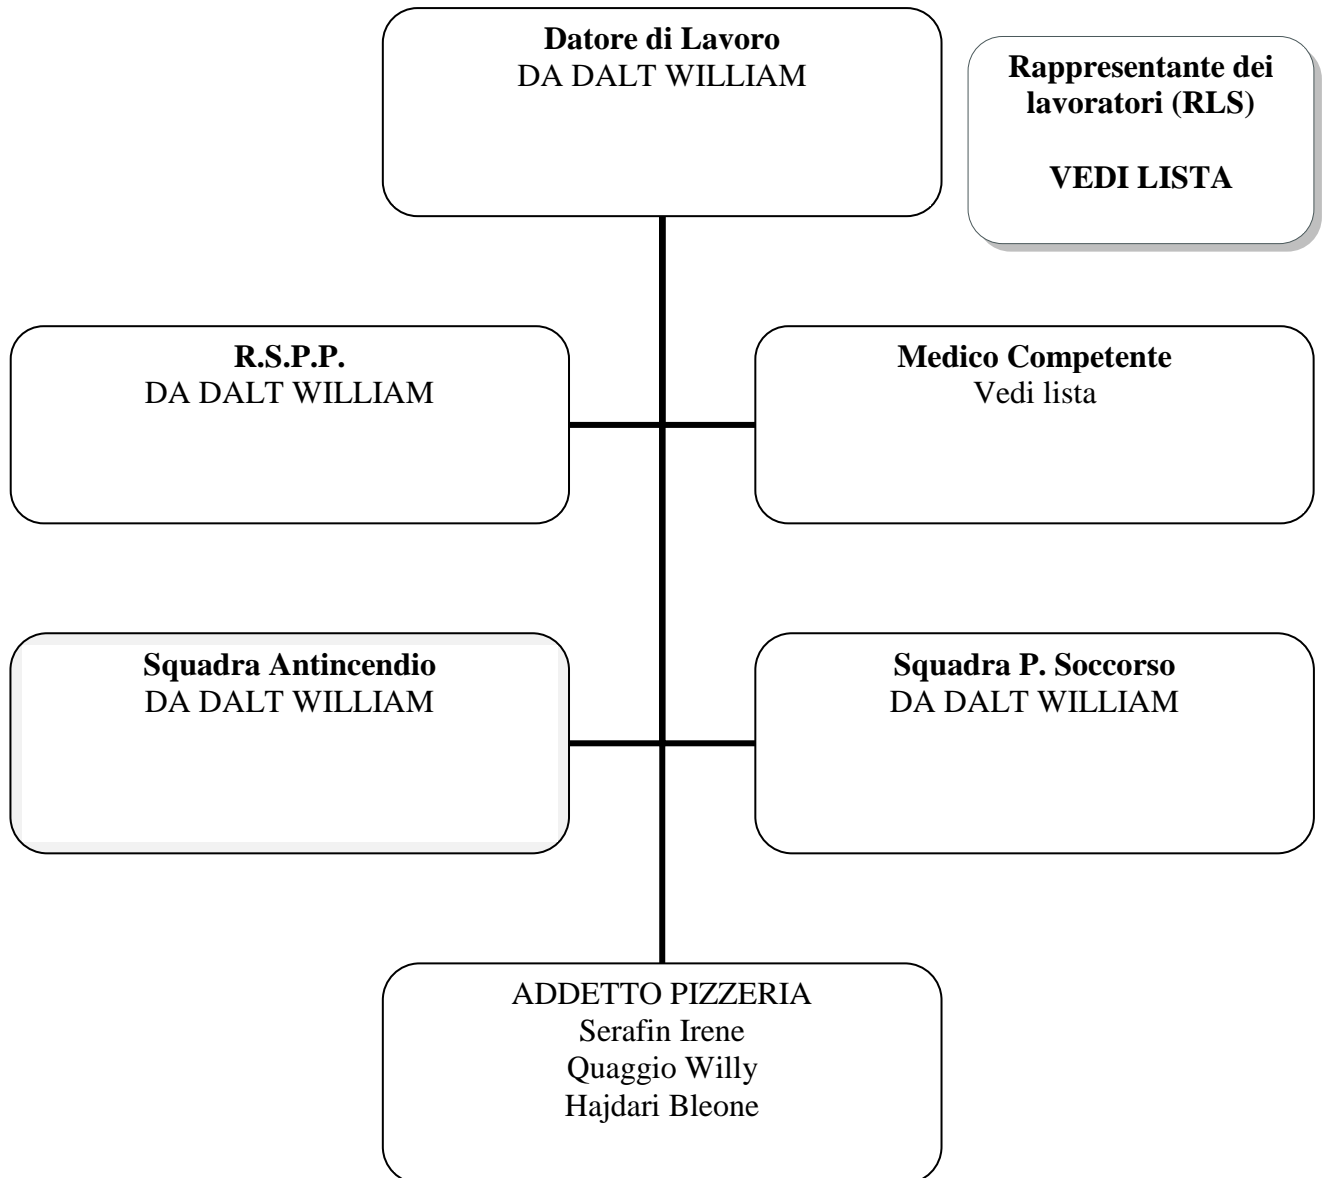 Datore di Lavoro
DA DALT WILLIAM
Rappresentante dei
lavoratori (RLS)
VEDI LISTA
R.S.P.P.
DA DALT WILLIAM
Medico Competente
Vedi lista
Squadra Antincendio
DA DALT WILLIAM
Squadra P. Soccorso
DA DALT WILLIAM
ADDETTO PIZZERIA
Serafin Irene
Quaggio Willy
Hajdari Bleone